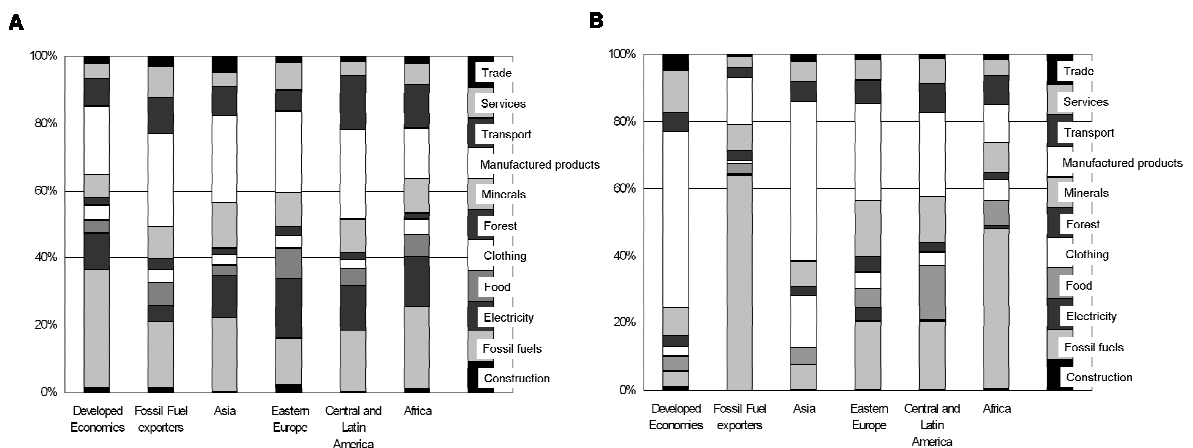 A
100%
80%
60%
40%
20%
0%
Developed
Economics
Fossil Fuel
exporters
Asia
Eastern
Europe
Central and
Latin
America
Africa
Trade
Services
Transport
Manufactured products
Minerals
Forest
Clothing
Food
Electricity
Fossil fuels
Construction
B
100%
80%
60%
40%
20%
0%
Developed
Economies
Fossil Fuel
exporters
Asia
Eastern
Europe
Central and
Latin
America
Africa
Trade
Services
Transport
Manufactured products
Minerals
Forest
Clothing
Food
Electricity
Fossil fuels
Construction